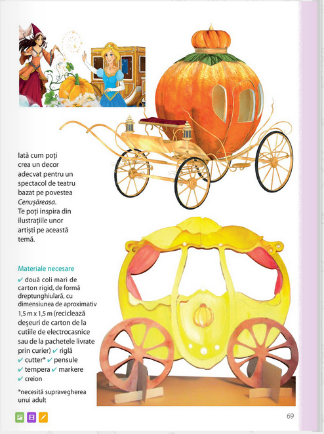 Iată cum poți
crea un decor
adecvat pentru un
spectacol de teatru
bazat pe povestea
Cenușăreasa.
Te poți inspira din
ilustrațiile unor
artiști pe această
temă.
Materiale necesare
✓ două coli mari de
carton rigid, de formă
dreptunghiulară, cu
dimensiunea de aproximativ
1,5 m x 1,5 m (reciclează
deșeuri de carton de la
cutiile de electrocasnice
sau de la pachetele livrate
prin curier) ✓ riglă
✓ cutter* ✓ pensule
✓ tempera ✓ markere
✓ creion
*necesită supravegherea
unui adult
69